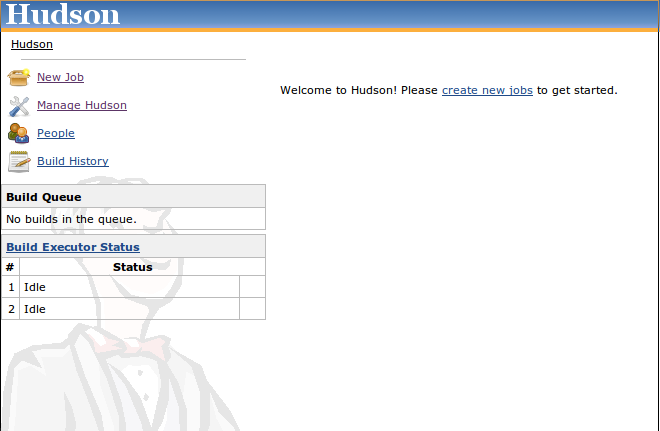 Hudson
Hudson
New Job
Manage Hudson
People
Build History
Welcome to Hudson! Please create new jobs to get started.
Build Queue
No builds in the queue.
Build Executor Status
# Status
1 Idle
2 Idle